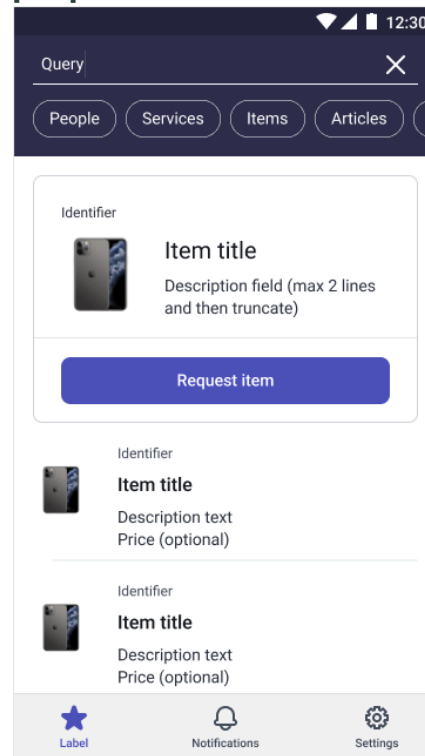 12:30
Query
People Services Items Articles
Identifier
Item title
Description field (max 2 lines
and then truncate)
Request item
Identifier
Item title
Description text
Price (optional)
Identifier
Item title
Description text
Price (optional)
Label Notifications Settings